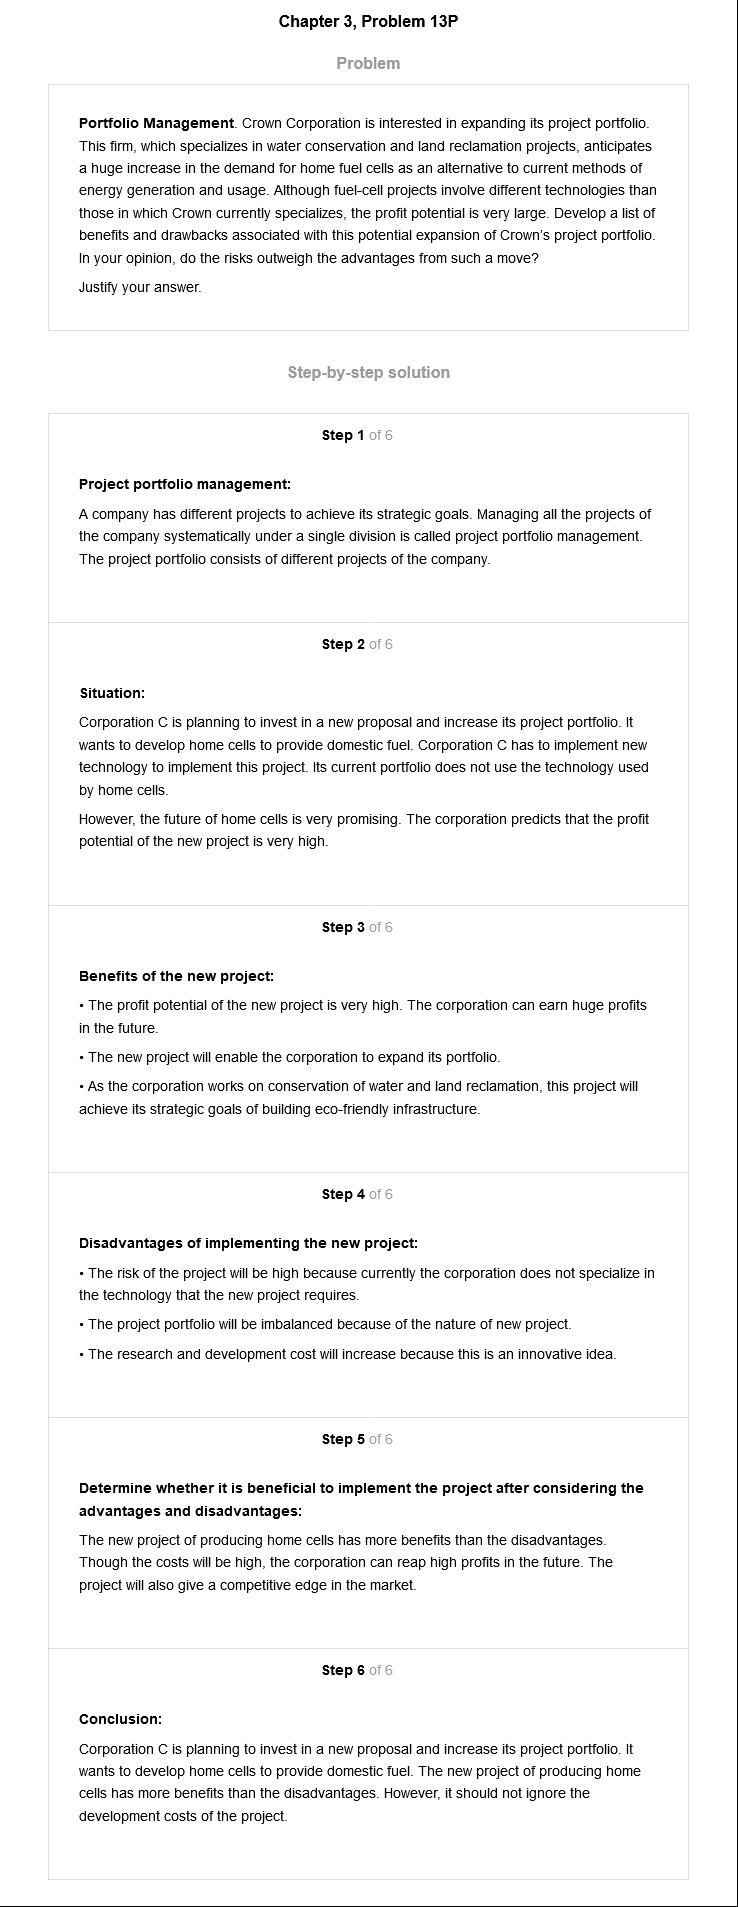 Chapter 3, Problem 13P
Problem
Portfolio Management. Crown Corporation is interested in expanding its project portfolio.
This firm, which specializes in water conservation and land reclamation projects, anticipates
a huge increase in the demand for home fuel cells as an alternative to current methods of
energy generation and usage. Although fuel-cell projects involve different technologies than
those in which Crown currently specializes, the profit potential is very large. Develop a list of
benefits and drawbacks associated with this potential expansion of Crown's project portfolio.
In your opinion, do the risks outweigh the advantages from such a move?
Justify your answer.
Step-by-step solution
Step 1 of 6
Project portfolio management:
A company has different projects to achieve its strategic goals. Managing all the projects of
the company systematically under a single division is called project portfolio management.
The project portfolio consists of different projects of the company.
Step 2 of 6
Situation:
Corporation C is planning to invest in a new proposal and increase its project portfolio. It
wants to develop home cells to provide domestic fuel. Corporation C has to implement new
technology to implement this project. Its current portfolio does not use the technology used
by home cells.
However, the future of home cells is very promising. The corporation predicts that the profit
potential of the new project is very high.
Step 3 of 6
Benefits of the new project:
• The profit potential of the new project is very high. The corporation can earn huge profits
in the future.
• The new project will enable the corporation to expand its portfolio.
• As the corporation works on conservation of water and land reclamation, this project will
achieve its strategic goals of building eco-friendly infrastructure.
Step 4 of 6
Disadvantages of implementing the new project:
• The risk of the project will be high because currently the corporation does not specialize in
the technology that the new project requires.
• The project portfolio will be imbalanced because of the nature of new project.
• The research and development cost will increase because this is an innovative idea.
Step 5 of 6
Determine whether it is beneficial to implement the project after considering the
advantages and disadvantages:
The new project of producing home cells has more benefits than the disadvantages.
Though the costs will be high, the corporation can reap high profits in the future. The
project will also give a competitive edge in the market.
Step 6 of 6
Conclusion:
Corporation C is planning to invest in a new proposal and increase its project portfolio. It
wants to develop home cells to provide domestic fuel. The new project of producing home
cells has more benefits than the disadvantages. However, it should not ignore the
development costs of the project.